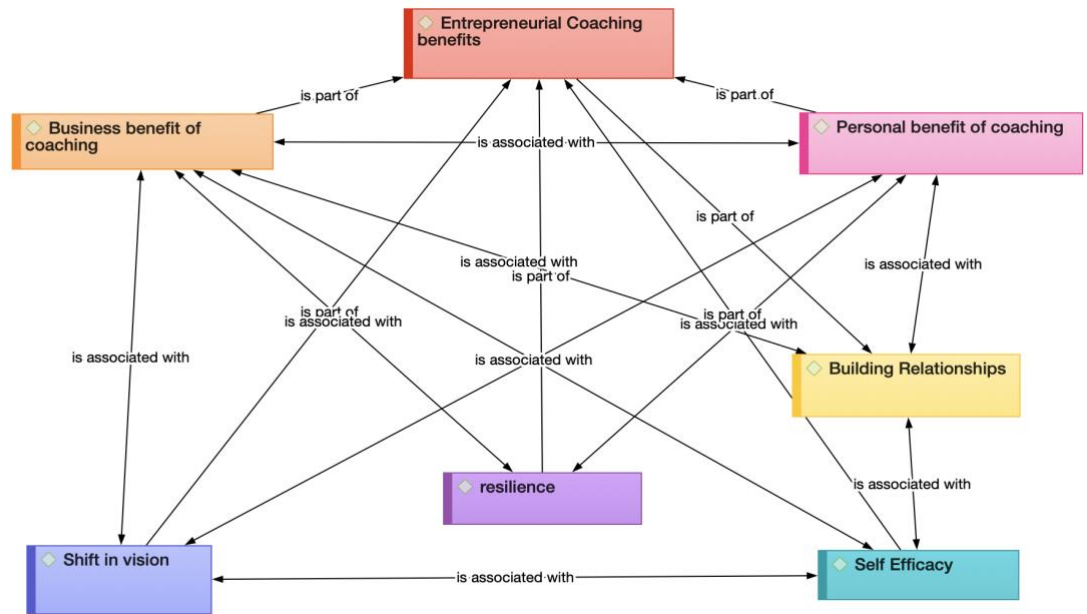 Entrepreneurial Coaching
benefits
is part of
is part of
Business benefit of
coaching
Personal benefit of coaching
is associated with
is part of
is associated with
is part of
is associated with
is part of
is associated with
is part of
is associated with
is associated with
is associated with
Building Relationships
resilience
is associated with
Shift in vision
Self Efficacy
is associated with